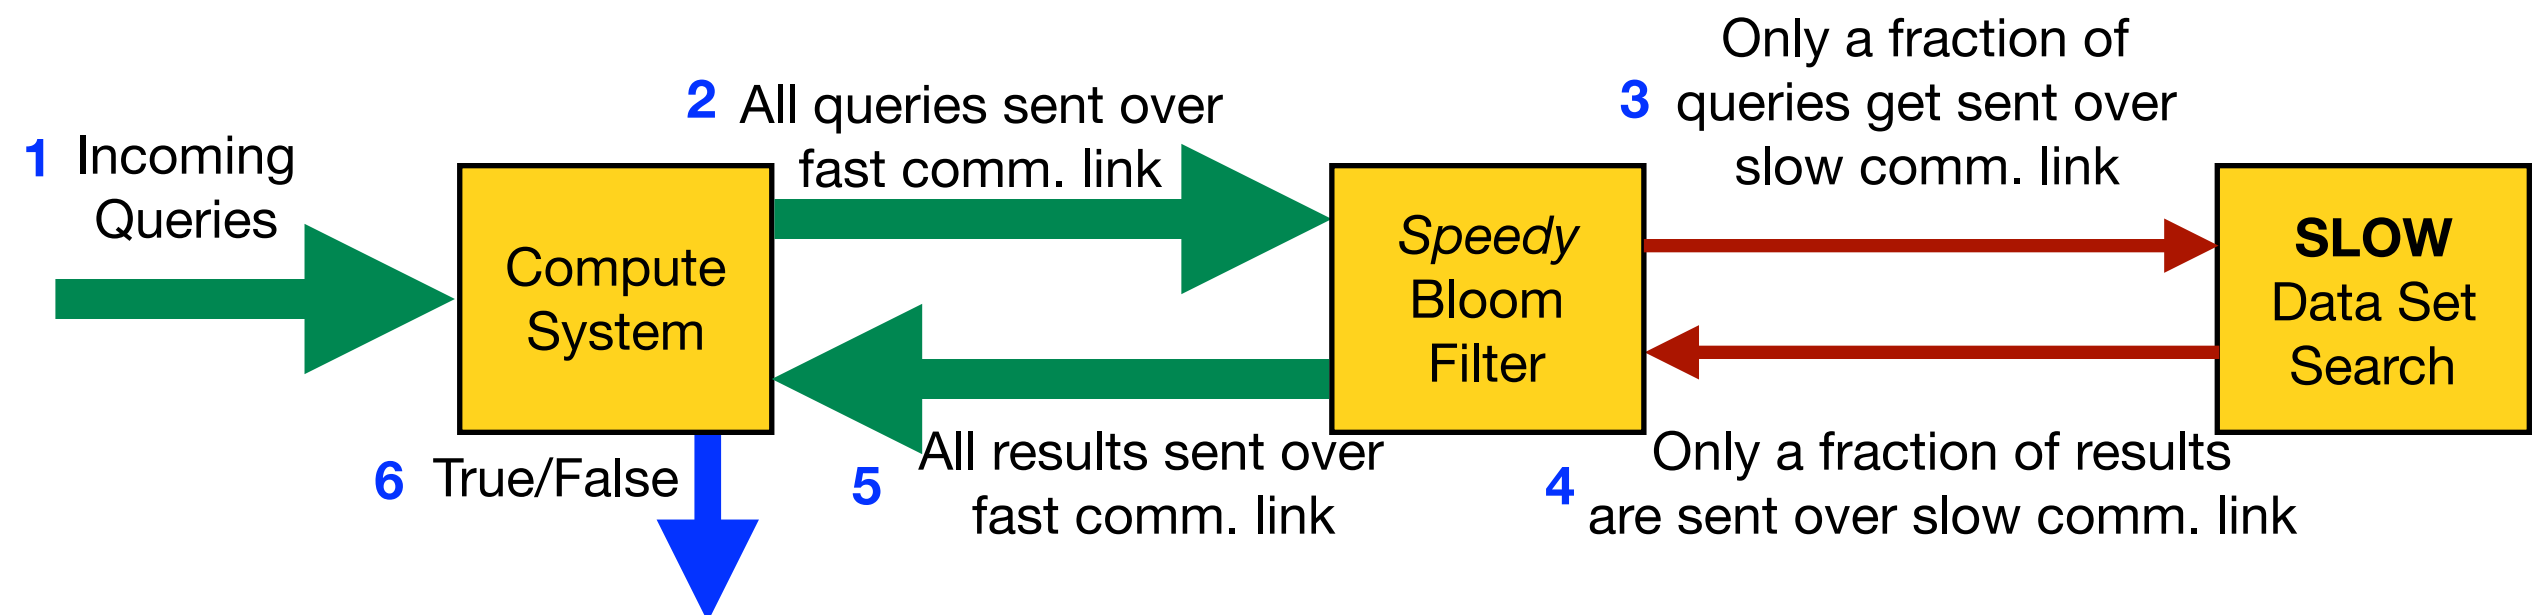 1 Incoming
Queries
Compute
System
2 All queries sent over
fast comm. link
Speedy
Bloom
Filter
3 Only a fraction of
queries get sent over
slow comm. link
SLOW
Data Set
Search
4 Only a fraction of results
are sent over slow comm. link
5 All results sent over
fast comm. link
6 True/False